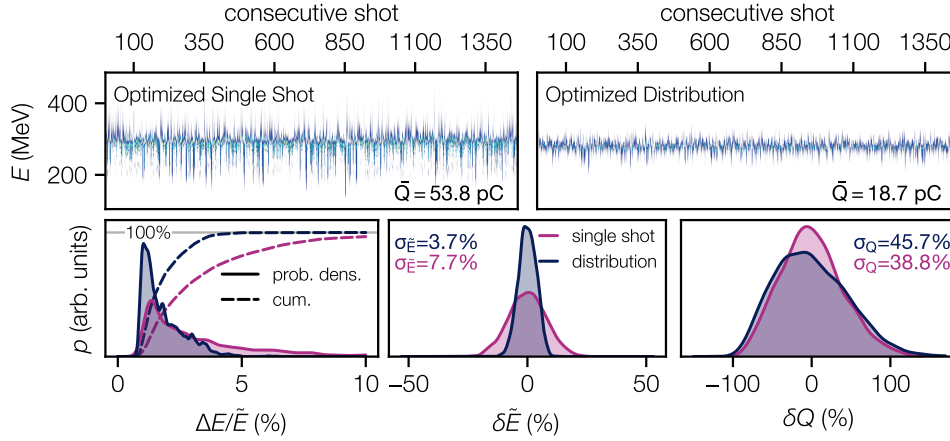 consecutive shot consecutive shot
100 350 600 850 1100 1350 100 350 600 850 1100 1350
E (MeV)
400
200
Optimized Single Shot
Q̄ = 53.8 pC
Optimized Distribution
Q̄ = 18.7 pC
p (arb. units)
100%
prob. dens.
cum.
0 5 10
ΔE/Ẽ (%)
σẼ=3.7%
σẼ=7.7%
single shot
distribution
−50 0 50
δẼ (%)
σQ=45.7%
σQ=38.8%
−100 0 100
δQ (%)